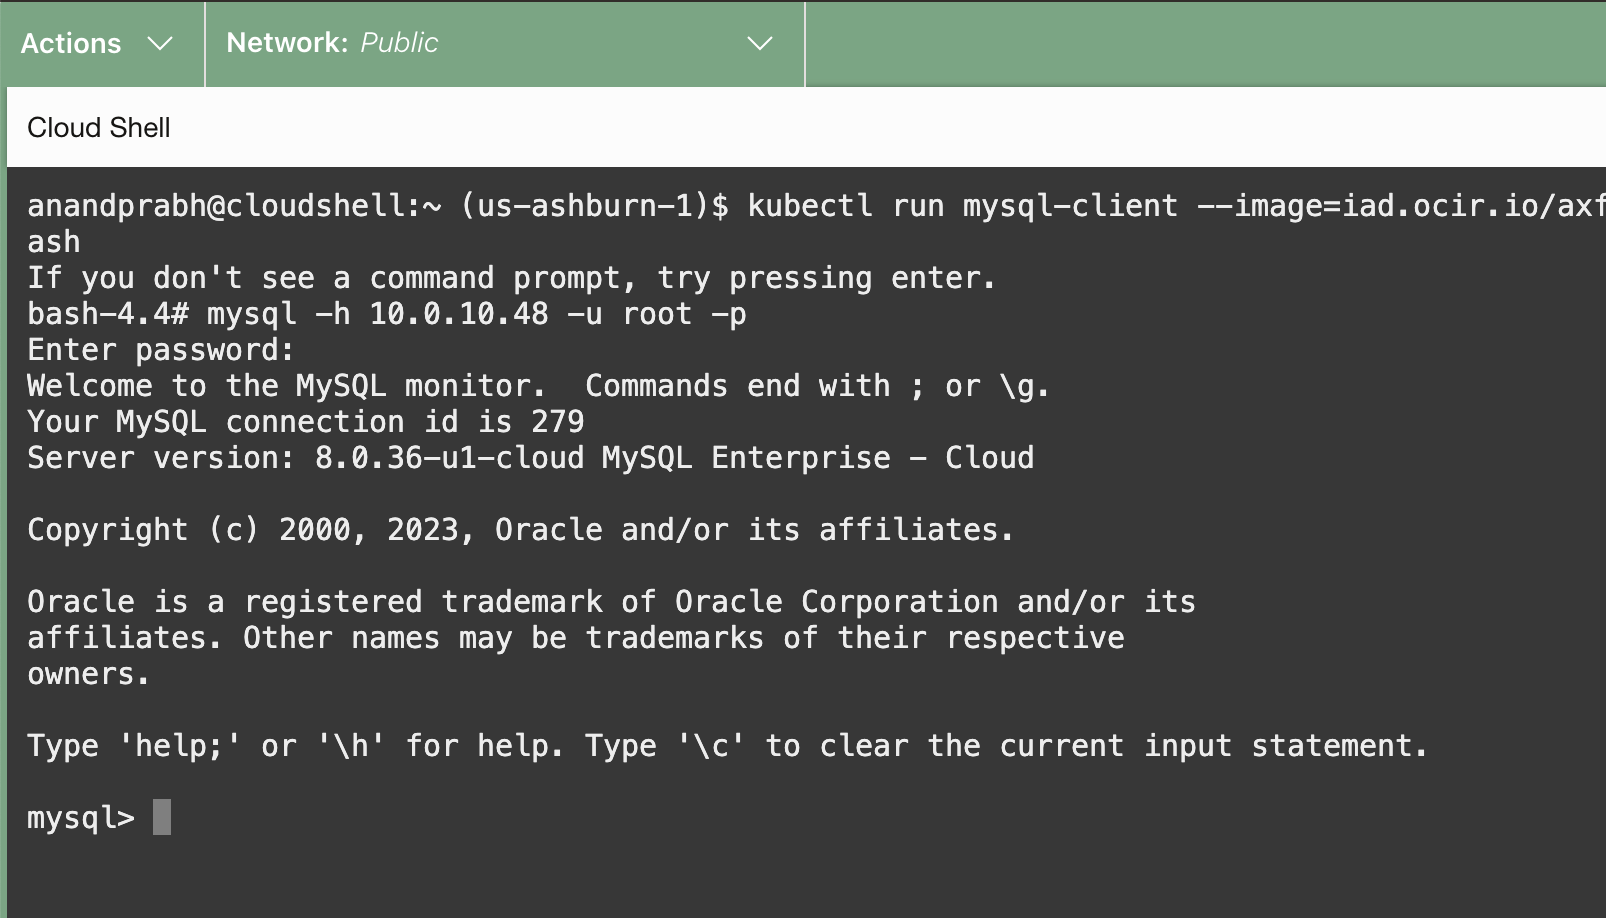 Actions
Network: Public
Cloud Shell
anandprabh@cloudshell:~ (us-ashburn-1)$ kubectl run mysql-client --image=iad.ocir.io/axf
ash
If you don't see a command prompt, try pressing enter.
bash-4.4# mysql -h 10.0.10.48 -u root -p
Enter password:
Welcome to the MySQL monitor.  Commands end with ; or \g.
Your MySQL connection id is 279
Server version: 8.0.36-u1-cloud MySQL Enterprise - Cloud
Copyright (c) 2000, 2023, Oracle and/or its affiliates.
Oracle is a registered trademark of Oracle Corporation and/or its
affiliates. Other names may be trademarks of their respective
owners.
Type 'help;' or '\h' for help. Type '\c' to clear the current input statement.
mysql>